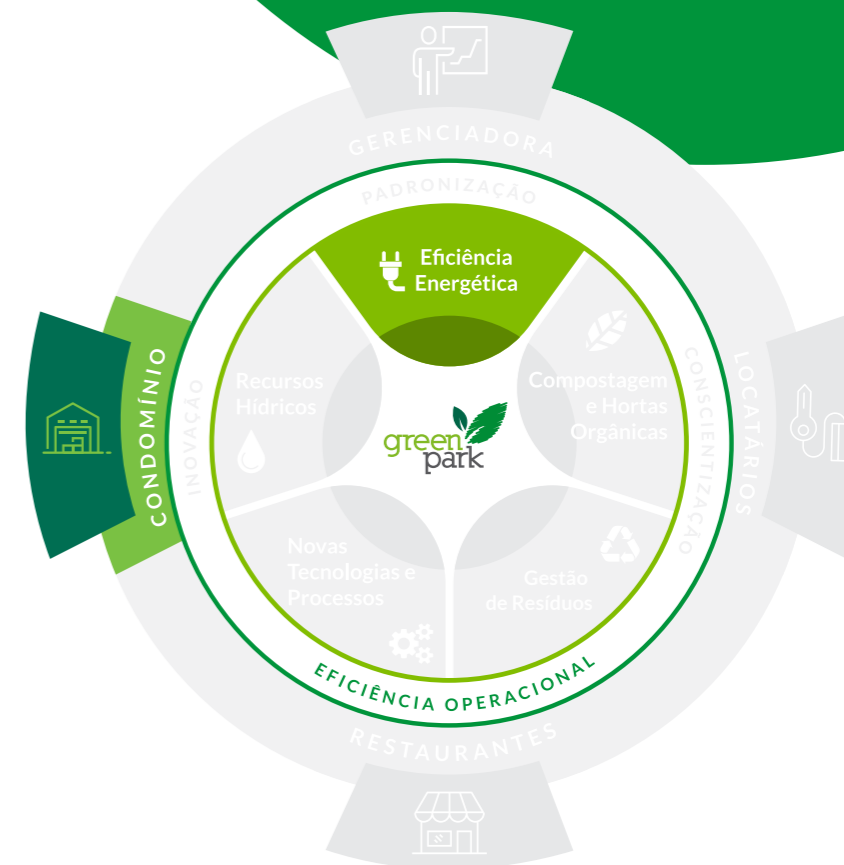 GERENCIADORA
PADRONIZAÇÃO
Eficiência
Energética
CONDOMÍNIO
INOVAÇÃO
Recursos
Hídricos
green
park
Compostagem
e Hortas
Orgânicas
CONSCIENTIZAÇÃO
LOCATÁRIOS
Novas
Tecnologias e
Processos
Gestão
de Resíduos
EFICIÊNCIA OPERACIONAL
RESTAURANTES